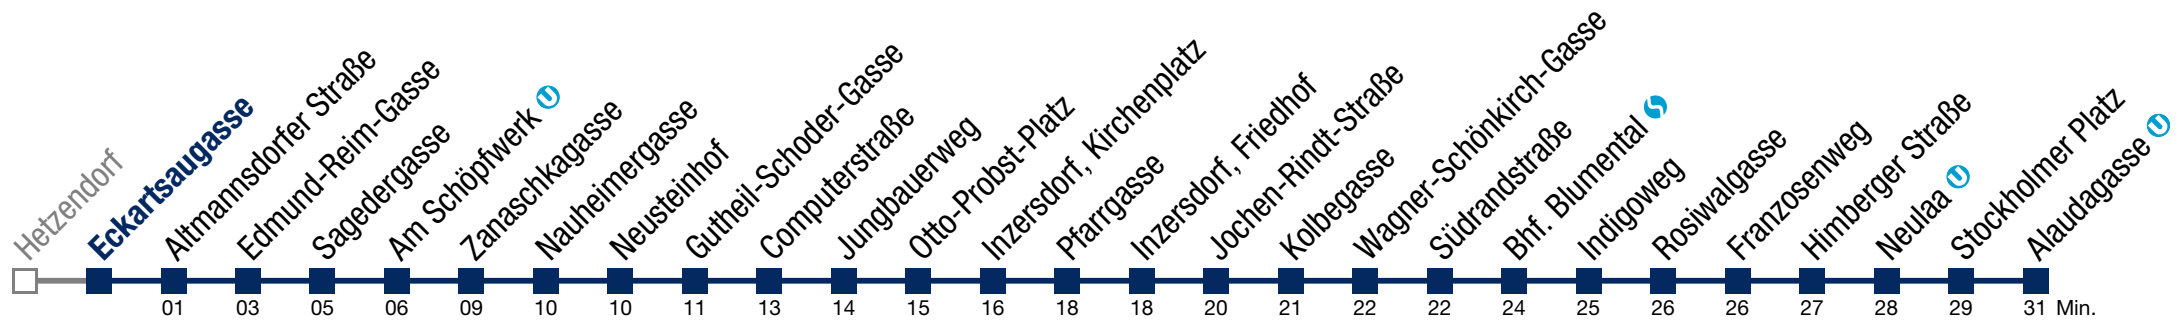 Hetzendorf
Eckartsaugasse
Altmannsdorfer Straße
Edmund-Reim-Gasse
Sagedergasse
Am Schöpfwerk U
Zanaschkagasse
Nauheimergasse
Neusteinhof
Gutheil-Schoder-Gasse
Computerstraße
Jungbauerweg
Otto-Probst-Platz
Inzersdorf, Kirchenplatz
Pfarrgasse
Inzersdorf, Friedhof
Jochen-Rindt-Straße
Kolbegasse
Wagner-Schönkirch-Gasse
Südrandstraße
Bhf. Blumental S
Indigoweg
Rosiwalgasse
Franzosenweg
Himberger Straße
Neulaa U
Stockholmer Platz
Alaudagasse U
01 03 05 06 09 10 10 11 13 14 15 16 18 18 20 21 22 22 24 25 26 26 27 28 29 31 Min.